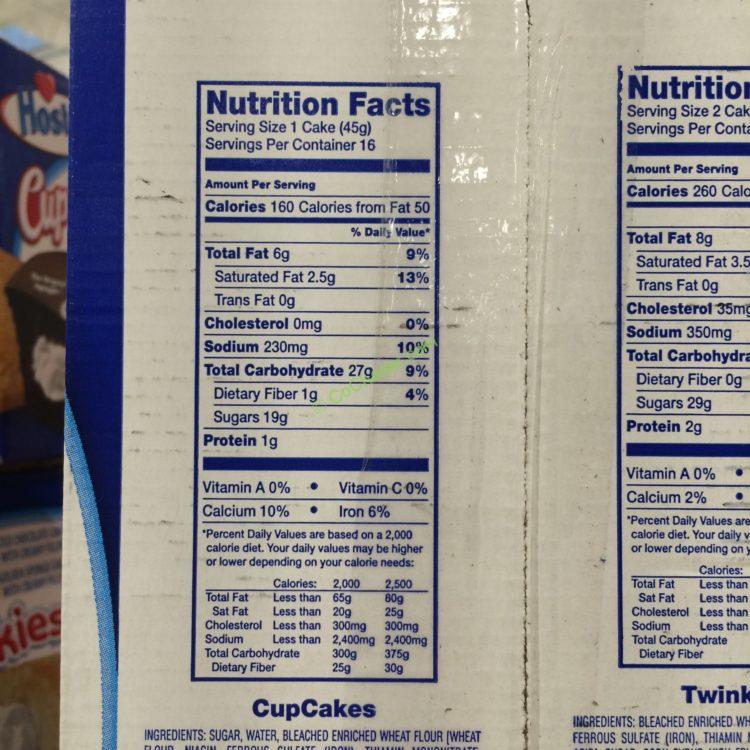 Nutrition Facts
Serving Size 1 Cake (45g)
Servings Per Container 16
Amount Per Serving
Calories 160 Calories from Fat 50
% Daily Value*
Total Fat 6g 9%
Saturated Fat 2.5g 13%
Trans Fat 0g
Cholesterol 0mg 0%
Sodium 230mg 10%
Total Carbohydrate 27g 9%
Dietary Fiber 1g 4%
Sugars 19g
Protein 1g
Vitamin A 0% • Vitamin C 0%
Calcium 10% • Iron 6%
*Percent Daily Values are based on a 2,000
calorie diet. Your daily values may be higher
or lower depending on your calorie needs:
Calories: 2,000 2,500
Total Fat Less than 65g 80g
Sat Fat Less than 20g 25g
Cholesterol Less than 300mg 300mg
Sodium Less than 2,400mg 2,400mg
Total Carbohydrate 300g 375g
Dietary Fiber 25g 30g
CupCakes
INGREDIENTS: SUGAR, WATER, BLEACHED ENRICHED WHEAT FLOUR [WHEAT
FLOUR, NIACIN, FERROUS SULFATE (IRON), THIAMIN MONONITRATE,
Nutrition
Serving Size 2 Cak
Servings Per Conta
Amount Per Serving
Calories 260 Calo
Total Fat 8g
Saturated Fat 3.5
Trans Fat 0g
Cholesterol 35mg
Sodium 350mg
Total Carbohydra
Dietary Fiber 0g
Sugars 29g
Protein 2g
Vitamin A 0% •
Calcium 2% •
*Percent Daily Values are
calorie diet. Your daily v
or lower depending on y
Calories:
Total Fat Less than
Sat Fat Less than
Cholesterol Less than
Sodium Less than
Total Carbohydrate
Dietary Fiber
Twink
INGREDIENTS: BLEACHED ENRICHED WH
FERROUS SULFATE (IRON), THIAMIN
Host
Cup
kies